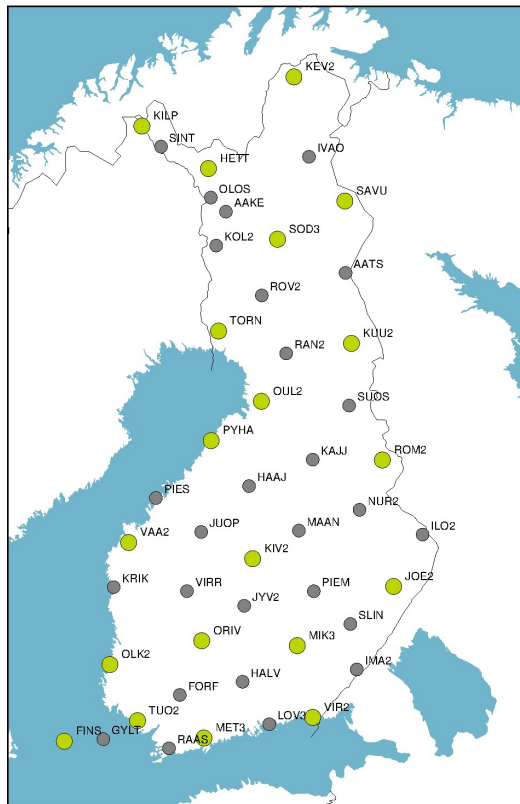 KEV2
KILP
SINT
IVAO
HETT
OLOS
SAVU
AAKE
SOD3
KOL2
AATS
ROV2
TORN
KUU2
RAN2
OUL2
SUOS
PYHA
KAJJ
ROM2
HAAJ
PIES
NUR2
JUOP
MAAN
ILO2
VAA2
KIV2
JOE2
KRIK
VIRR
PIEM
JYV2
SLIN
ORIV
MIK3
OLK2
IMA2
HALV
FORF
TUO2
VIR2
LOV3
FINS
GYLT
MET3
RAAS